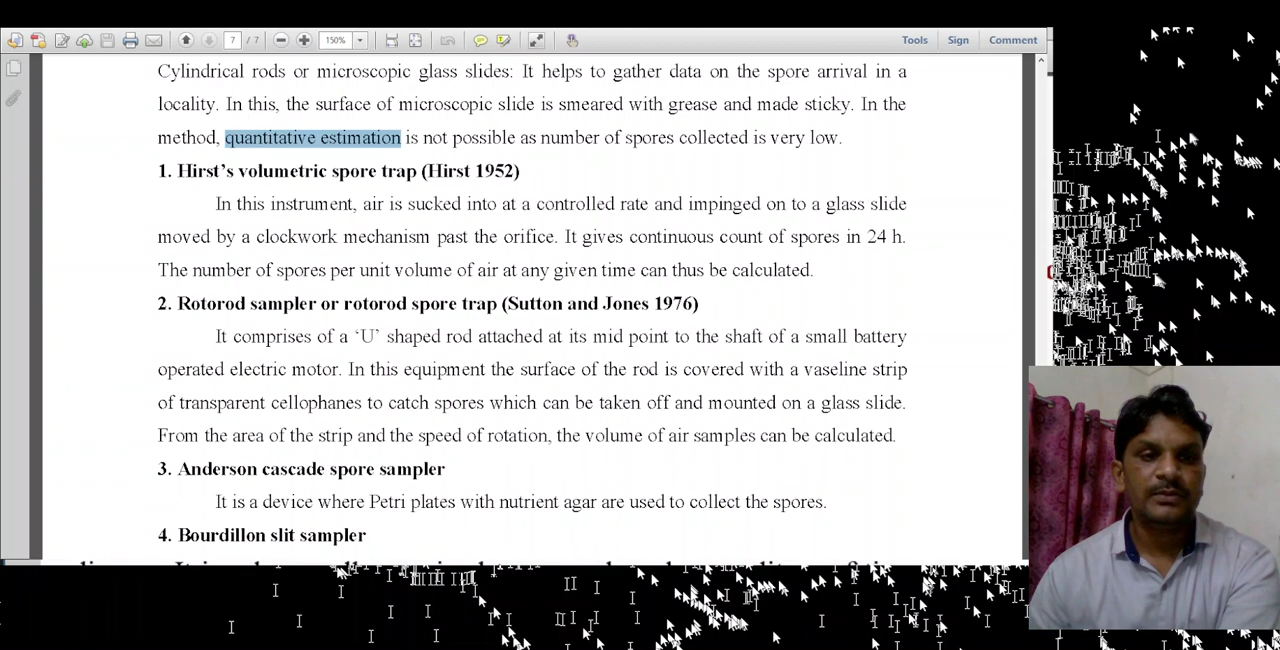 7 / 7
150%
Tools
Sign
Comment
Cylindrical rods or microscopic glass slides: It helps to gather data on the spore arrival in a
locality. In this, the surface of microscopic slide is smeared with grease and made sticky. In the
method, quantitative estimation is not possible as number of spores collected is very low.
1. Hirst’s volumetric spore trap (Hirst 1952)
In this instrument, air is sucked into at a controlled rate and impinged on to a glass slide
moved by a clockwork mechanism past the orifice. It gives continuous count of spores in 24 h.
The number of spores per unit volume of air at any given time can thus be calculated.
2. Rotorod sampler or rotorod spore trap (Sutton and Jones 1976)
It comprises of a ‘U’ shaped rod attached at its mid point to the shaft of a small battery
operated electric motor. In this equipment the surface of the rod is covered with a vaseline strip
of transparent cellophanes to catch spores which can be taken off and mounted on a glass slide.
From the area of the strip and the speed of rotation, the volume of air samples can be calculated.
3. Anderson cascade spore sampler
It is a device where Petri plates with nutrient agar are used to collect the spores.
4. Bourdillon slit sampler